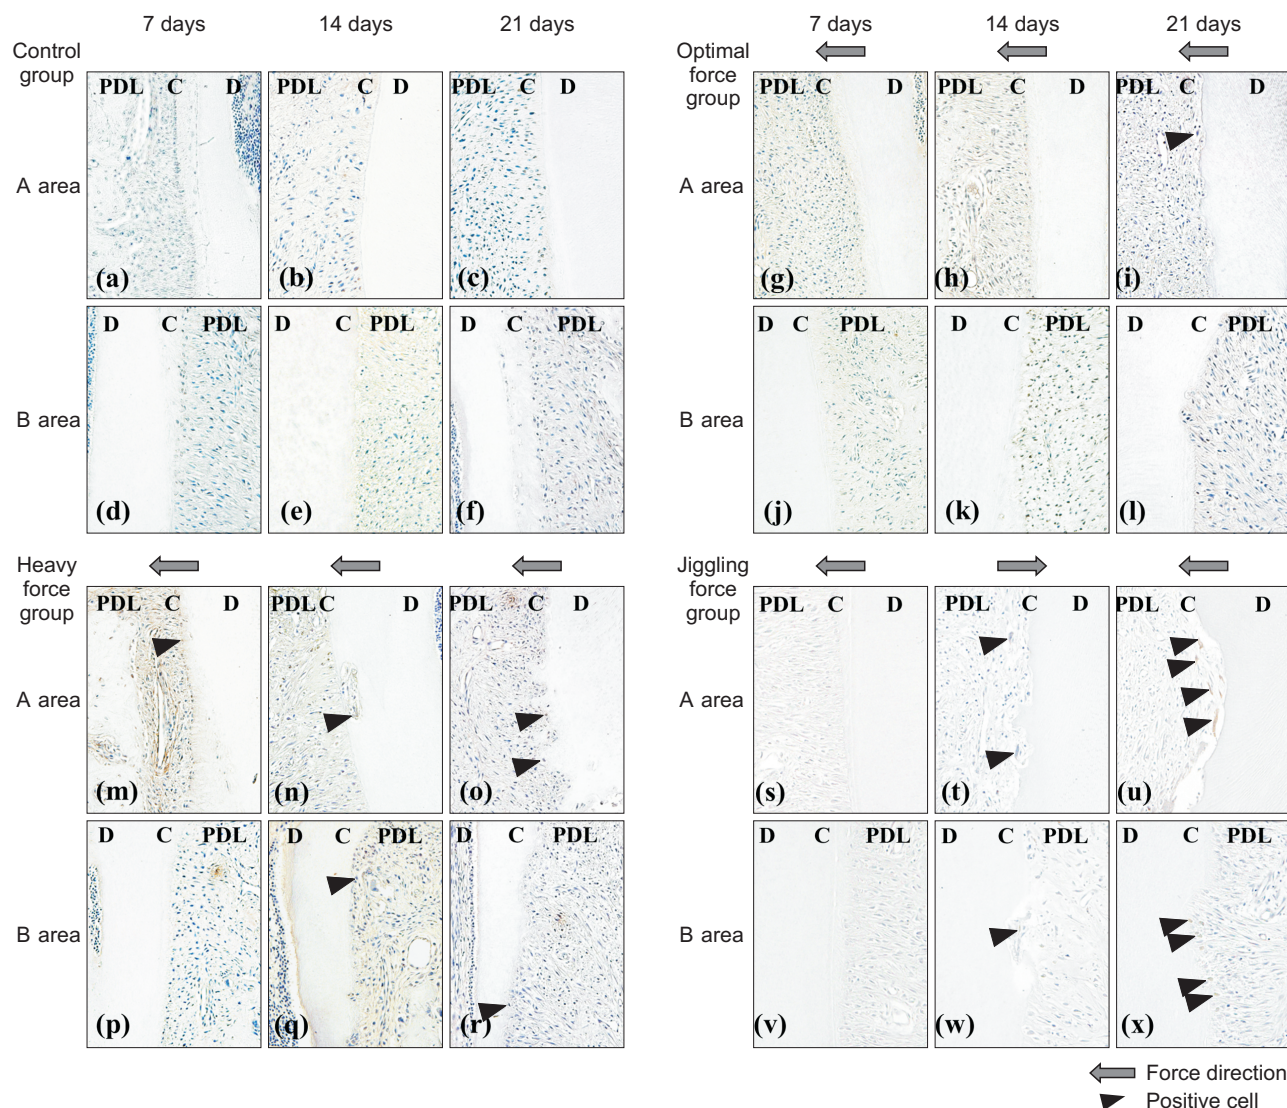 7 days 14 days 21 days
Control
group
A area
PDL C D
(a)
PDL C D
(b)
PDL C D
(c)
B area
D C PDL
(d)
D C PDL
(e)
D C PDL
(f)
7 days 14 days 21 days
Optimal
force
group
A area
PDL C D
(g)
PDL C D
(h)
PDL C D
(i)
B area
D C PDL
(j)
D C PDL
(k)
D C PDL
(l)
Heavy
force
group
A area
PDL C D
(m)
PDL C D
(n)
PDL C D
(o)
B area
D C PDL
(p)
D C PDL
(q)
D C PDL
(r)
Jiggling
force
group
A area
PDL C D
(s)
PDL C D
(t)
PDL C D
(u)
B area
D C PDL
(v)
D C PDL
(w)
D C PDL
(x)
Force direction
Positive cell